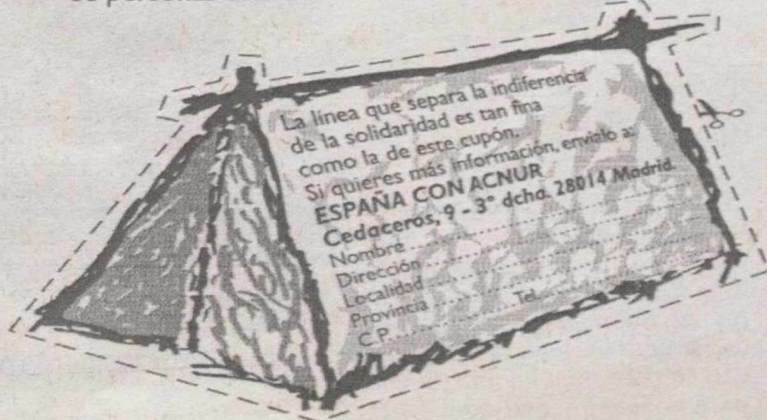 La línea que separa la indiferencia
de la solidaridad es tan fina
como la de este cupón.
Si quieres más información, envíalo a:
ESPAÑA CON ACNUR
Cedaceros, 9 - 3° dcha. 28014 Madrid.
Nombre
Dirección
Localidad
Provincia
C.P. Tel.